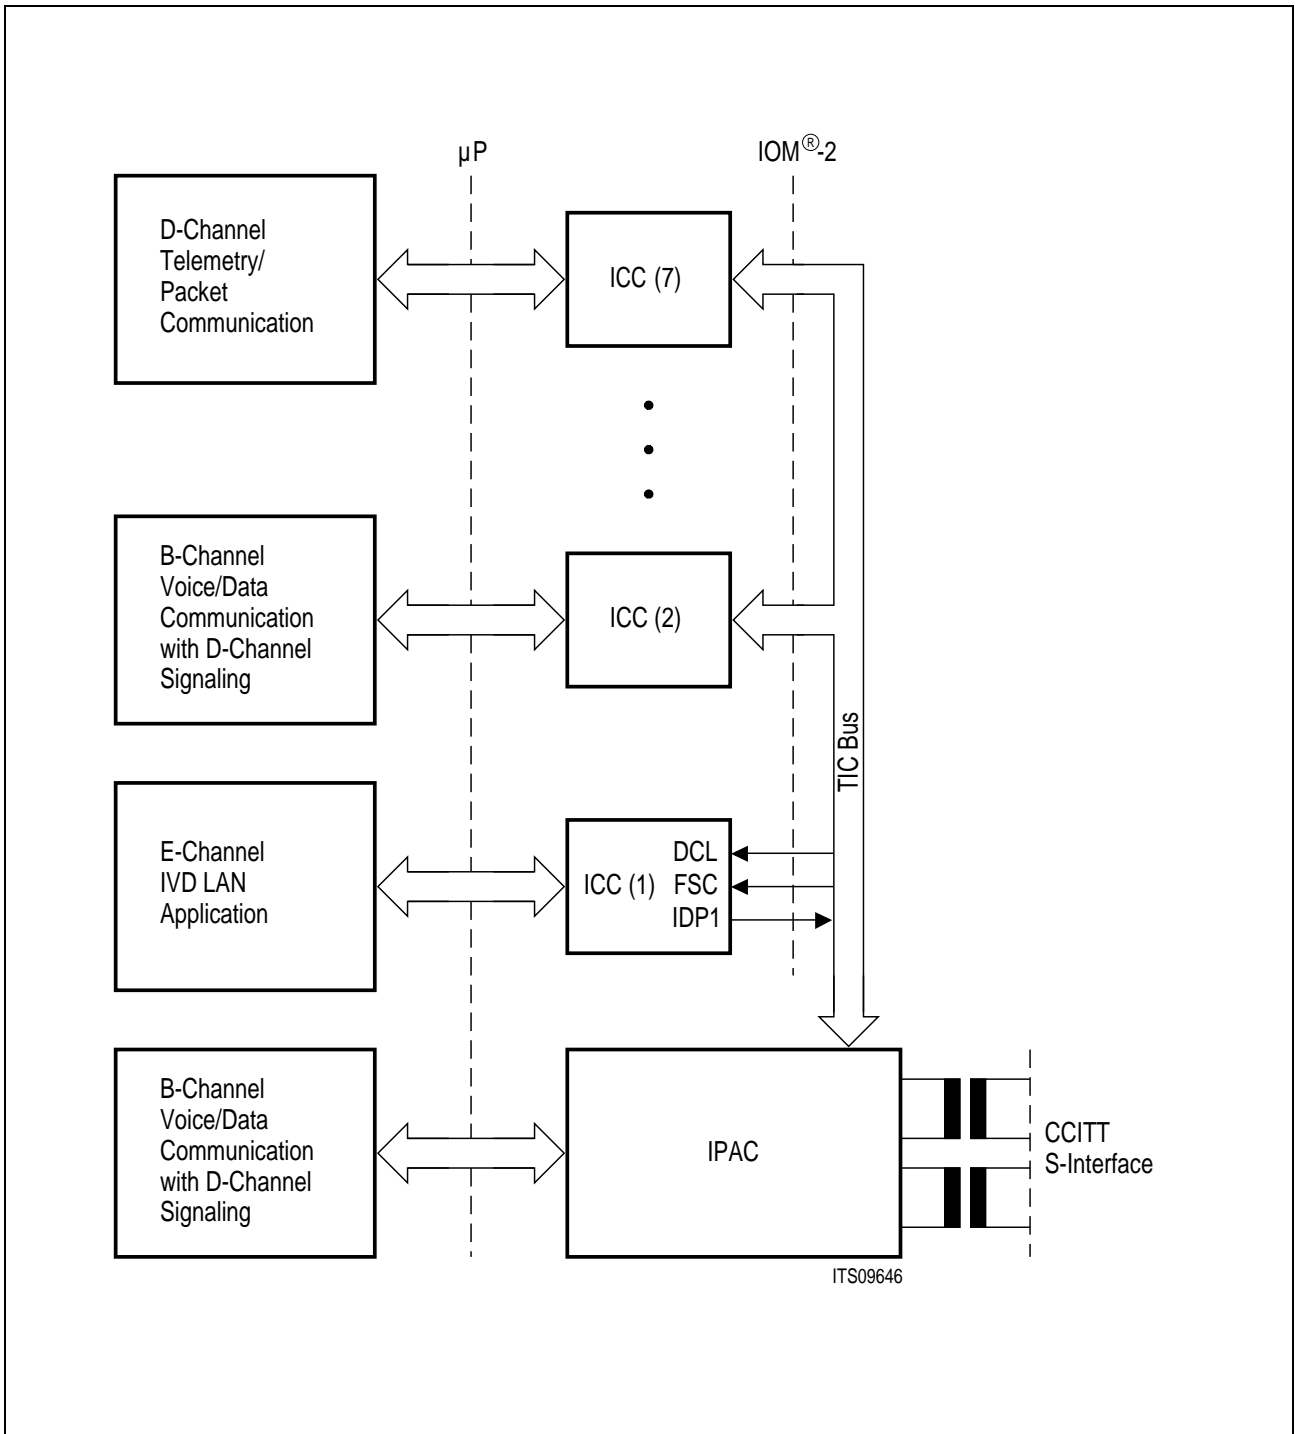 µP
IOM®-2
D-Channel
Telemetry/
Packet
Communication
ICC (7)
B-Channel
Voice/Data
Communication
with D-Channel
Signaling
ICC (2)
TIC Bus
E-Channel
IVD LAN
Application
ICC (1)
DCL
FSC
IDP1
B-Channel
Voice/Data
Communication
with D-Channel
Signaling
IPAC
CCITT
S-Interface
ITS09646